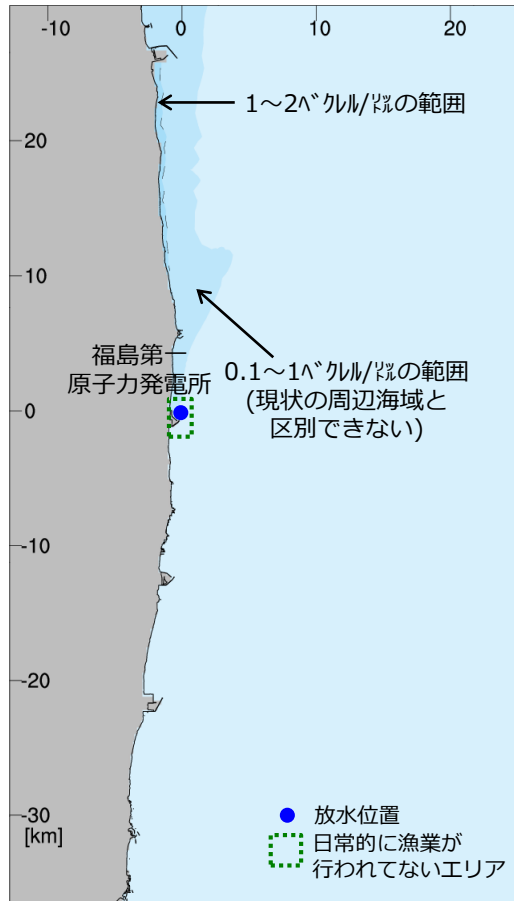 -10 0 10 20
1～2ﾍﾞｸﾚﾙ/ﾘｯﾄﾙの範囲
20
10
福島第一
原子力発電所
0.1～1ﾍﾞｸﾚﾙ/ﾘｯﾄﾙの範囲
(現状の周辺海域と
区別できない)
0
-10
-20
-30
[km]
放水位置
日常的に漁業が
行われてないエリア